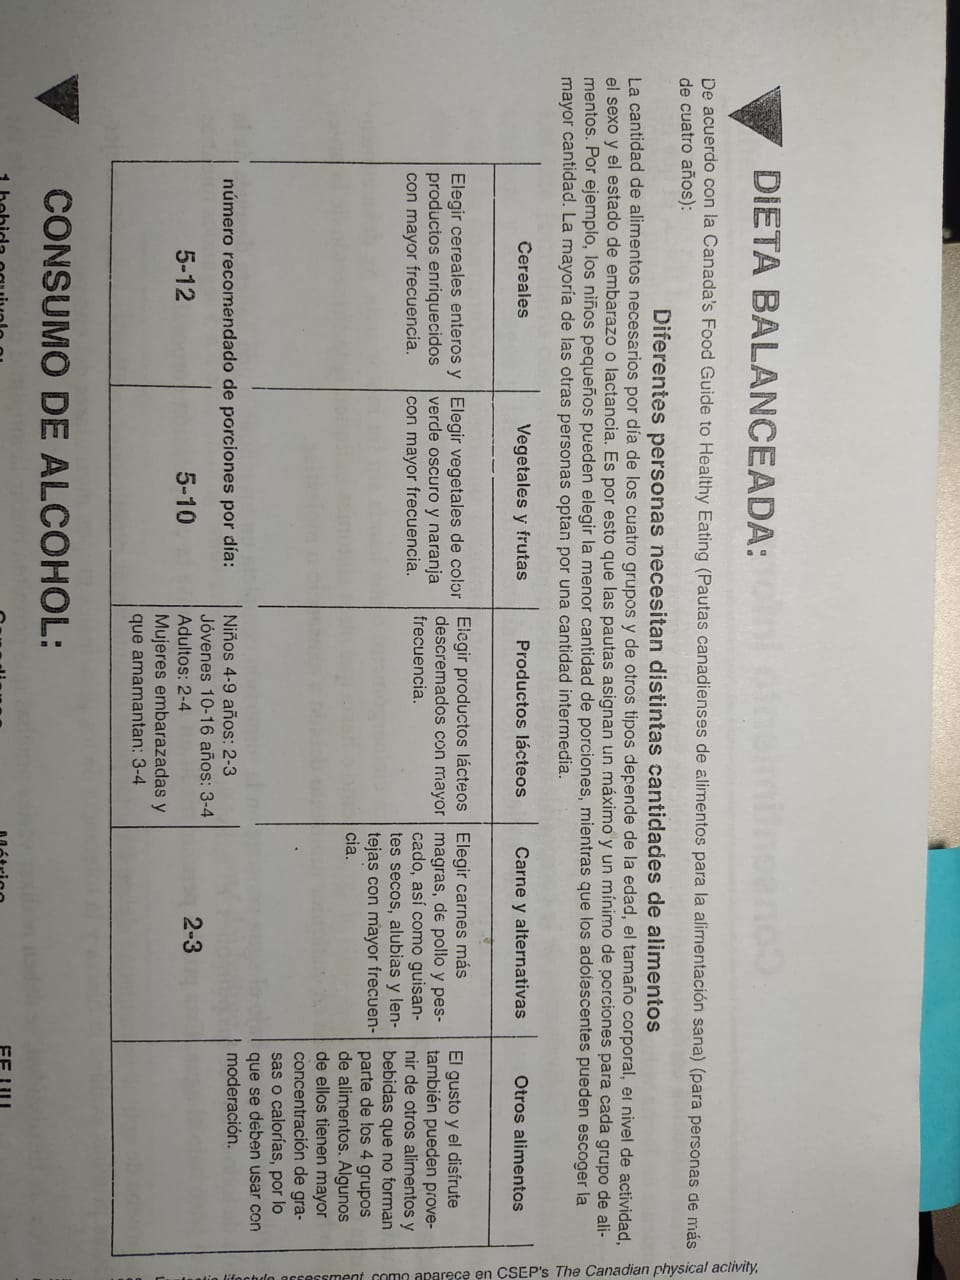 DIETA BALANCEADA:
De acuerdo con la Canada's Food Guide to Healthy Eating (Pautas canadienses de alimentos para la alimentación sana) (para personas de más
de cuatro años):
Diferentes personas necesitan distintas cantidades de alimentos
La cantidad de alimentos necesarios por día de los cuatro grupos y de otros tipos depende de la edad, el tamaño corporal, el nivel de actividad,
el sexo y el estado de embarazo o lactancia. Es por esto que las pautas asignan un máximo y un mínimo de porciones para cada grupo de ali-
mentos. Por ejemplo, los niños pequeños pueden elegir la menor cantidad de porciones, mientras que los adolescentes pueden escoger la
mayor cantidad. La mayoría de las otras personas optan por una cantidad intermedia.
Cereales
Elegir cereales enteros y
productos enriquecidos
con mayor frecuencia.
Vegetales y frutas
Elegir vegetales de color
verde oscuro y naranja
con mayor frecuencia.
Productos lácteos
Elegir productos lácteos
descremados con mayor
frecuencia.
Carne y alternativas
Elegir carnes más
magras, de pollo y pes-
cado, así como guisan-
tes secos, alubias y len-
tejas con mayor frecuen-
cia.
Otros alimentos
El gusto y el disfrute
también pueden prove-
nir de otros alimentos y
bebidas que no forman
parte de los 4 grupos
de alimentos. Algunos
de ellos tienen mayor
concentración de gra-
sas o calorías, por lo
que se deben usar con
moderación.
número recomendado de porciones por día:
5-12
5-10
Niños 4-9 años: 2-3
Jóvenes 10-16 años: 3-4
Adultos: 2-4
Mujeres embarazadas y
que amamantan: 3-4
2-3
CONSUMO DE ALCOHOL:
lifestyle assessment, como aparece en CSEP's The Canadian physical activity,